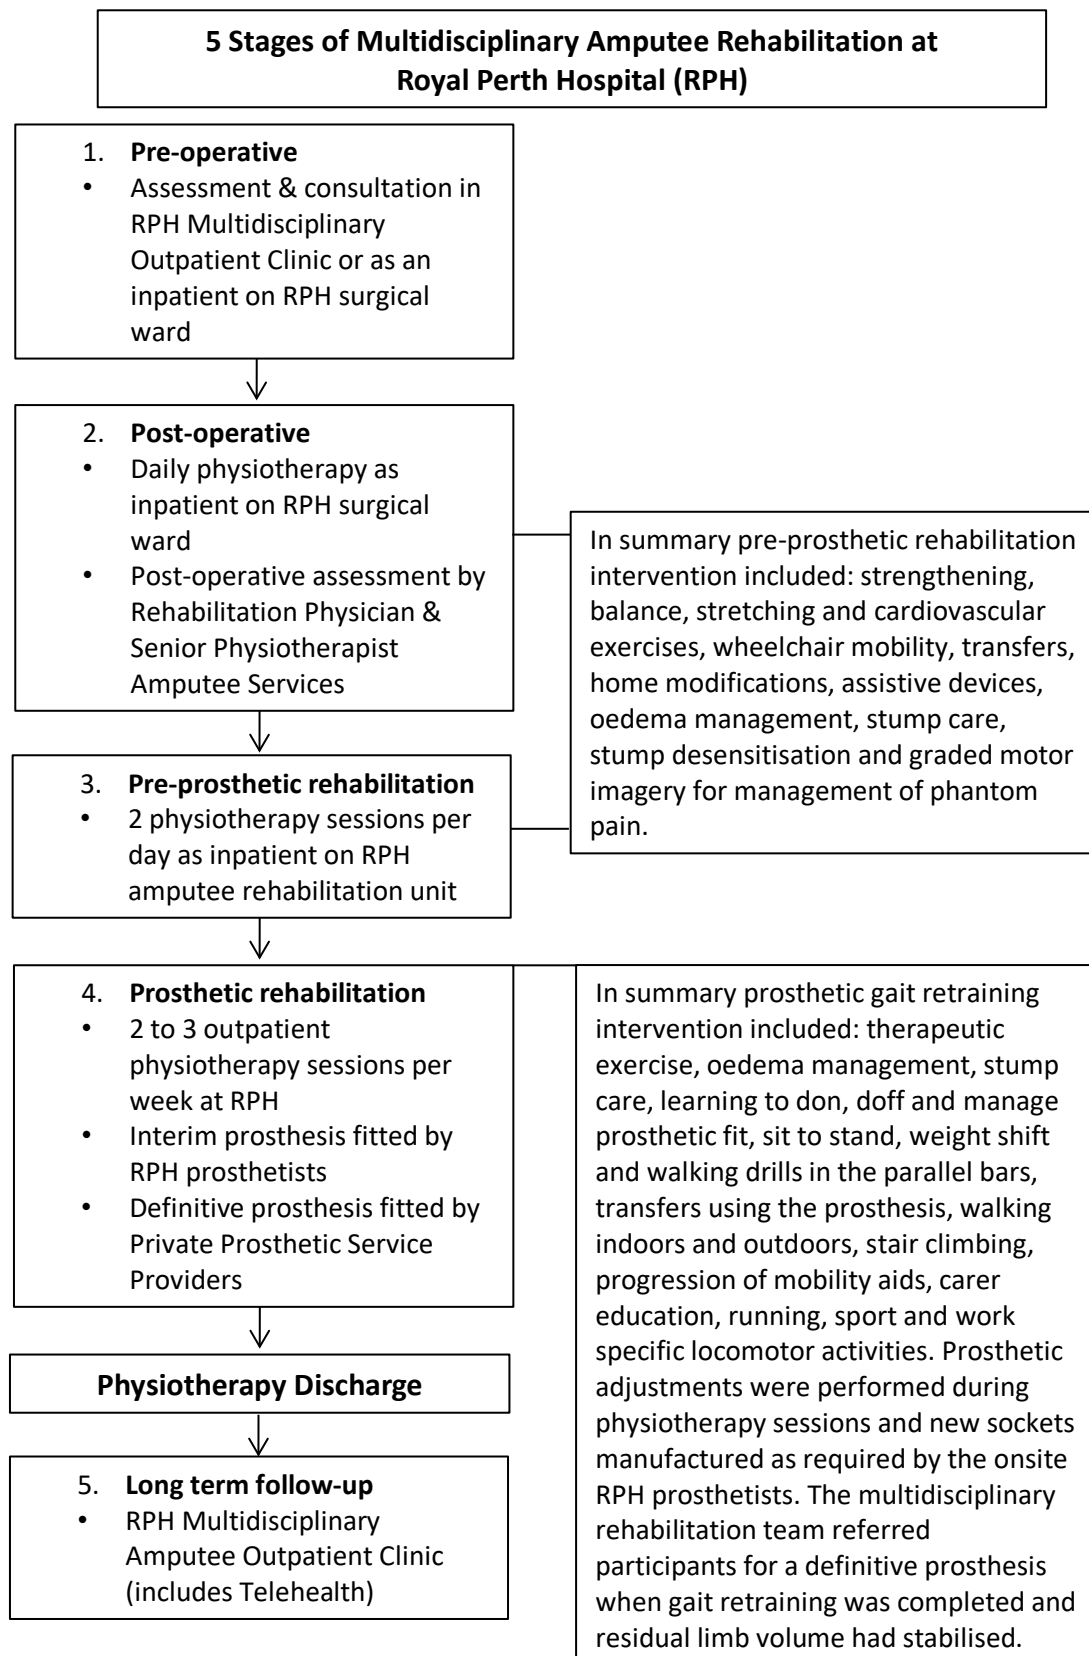 5 Stages of Multidisciplinary Amputee Rehabilitation at
Royal Perth Hospital (RPH)
1. Pre-operative
• Assessment & consultation in
RPH Multidisciplinary
Outpatient Clinic or as an
inpatient on RPH surgical
ward
2. Post-operative
• Daily physiotherapy as
inpatient on RPH surgical
ward
• Post-operative assessment by
Rehabilitation Physician &
Senior Physiotherapist
Amputee Services
In summary pre-prosthetic rehabilitation
intervention included: strengthening,
balance, stretching and cardiovascular
exercises, wheelchair mobility, transfers,
home modifications, assistive devices,
oedema management, stump care,
stump desensitisation and graded motor
imagery for management of phantom
pain.
3. Pre-prosthetic rehabilitation
• 2 physiotherapy sessions per
day as inpatient on RPH
amputee rehabilitation unit
4. Prosthetic rehabilitation
• 2 to 3 outpatient
physiotherapy sessions per
week at RPH
• Interim prosthesis fitted by
RPH prosthetists
• Definitive prosthesis fitted by
Private Prosthetic Service
Providers
In summary prosthetic gait retraining
intervention included: therapeutic
exercise, oedema management, stump
care, learning to don, doff and manage
prosthetic fit, sit to stand, weight shift
and walking drills in the parallel bars,
transfers using the prosthesis, walking
indoors and outdoors, stair climbing,
progression of mobility aids, carer
education, running, sport and work
specific locomotor activities. Prosthetic
adjustments were performed during
physiotherapy sessions and new sockets
manufactured as required by the onsite
RPH prosthetists. The multidisciplinary
rehabilitation team referred
participants for a definitive prosthesis
when gait retraining was completed and
residual limb volume had stabilised.
Physiotherapy Discharge
5. Long term follow-up
• RPH Multidisciplinary
Amputee Outpatient Clinic
(includes Telehealth)